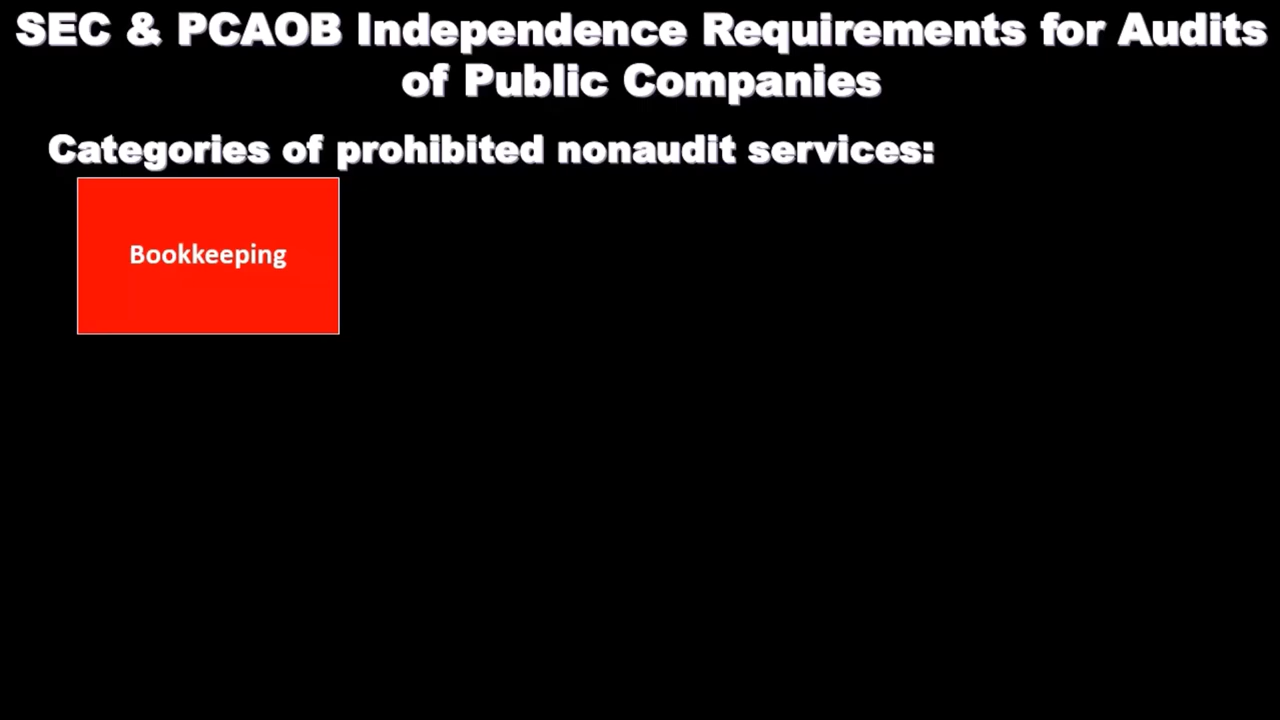 SEC & PCAOB Independence Requirements for Audits
of Public Companies
Categories of prohibited nonaudit services:
Bookkeeping